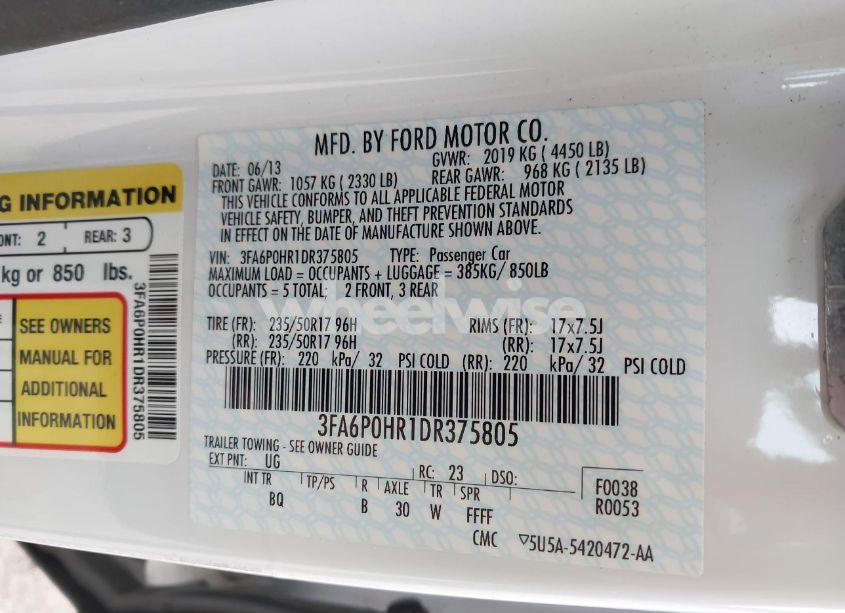 MFD. BY FORD MOTOR CO.
DATE: 06/13 GVWR: 2019 KG ( 4450 LB)
FRONT GAWR: 1057 KG ( 2330 LB) REAR GAWR: 968 KG ( 2135 LB)
THIS VEHICLE CONFORMS TO ALL APPLICABLE FEDERAL MOTOR
VEHICLE SAFETY, BUMPER, AND THEFT PREVENTION STANDARDS
IN EFFECT ON THE DATE OF MANUFACTURE SHOWN ABOVE.
VIN: 3FA6P0HR1DR375805 TYPE: Passenger Car
MAXIMUM LOAD = OCCUPANTS + LUGGAGE = 385KG/ 850LB
OCCUPANTS = 5 TOTAL: 2 FRONT, 3 REAR
wheelwise
TIRE (FR): 235/50R17 96H RIMS (FR): 17x7.5J
(RR): 235/50R17 96H (RR): 17x7.5J
PRESSURE (FR): 220 kPa/ 32 PSI COLD (RR): 220 kPa/ 32 PSI COLD
3FA6P0HR1DR375805
TRAILER TOWING - SEE OWNER GUIDE
EXT PNT: UG RC: 23 DSO:
INT TR TP/PS R AXLE TR SPR F0038
BQ B 30 W FFFF R0053
CMC ▽5U5A-5420472-AA
G INFORMATION
ONT: 2 REAR: 3
kg or 850 lbs.
SEE OWNERS
MANUAL FOR
ADDITIONAL
INFORMATION
3FA6P0HR1DR375805